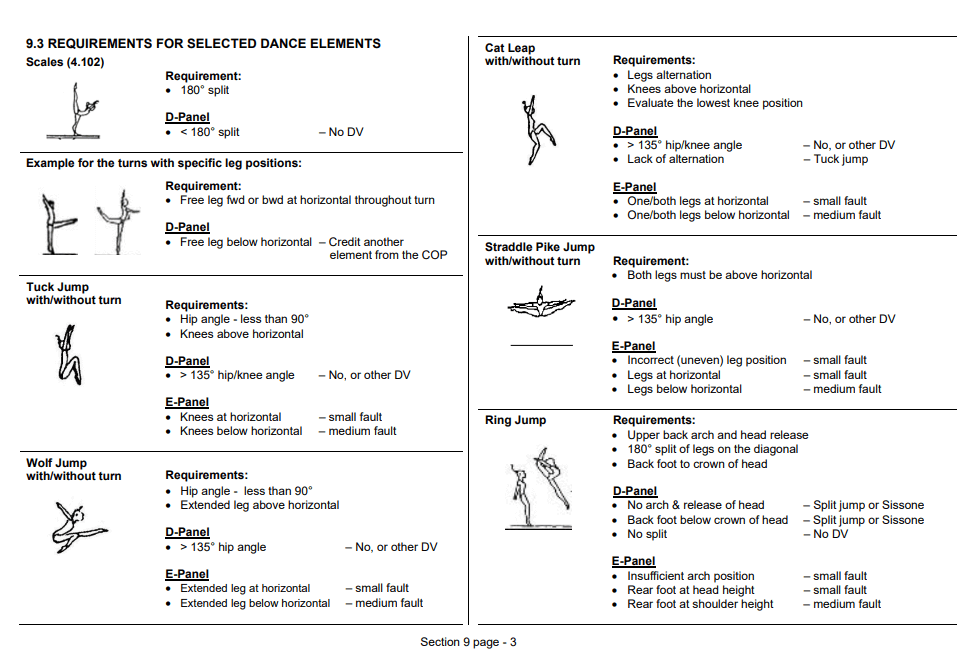 9.3 REQUIREMENTS FOR SELECTED DANCE ELEMENTS
Scales (4.102)
Requirement:
• 180° split
D-Panel
• < 180° split – No DV
Example for the turns with specific leg positions:
Requirement:
• Free leg fwd or bwd at horizontal throughout turn
D-Panel
• Free leg below horizontal – Credit another
element from the COP
Tuck Jump
with/without turn
Requirements:
• Hip angle - less than 90°
• Knees above horizontal
D-Panel
• > 135° hip/knee angle – No, or other DV
E-Panel
• Knees at horizontal – small fault
• Knees below horizontal – medium fault
Wolf Jump
with/without turn
Requirements:
• Hip angle - less than 90°
• Extended leg above horizontal
D-Panel
• > 135° hip angle – No, or other DV
E-Panel
• Extended leg at horizontal – small fault
• Extended leg below horizontal – medium fault
Cat Leap
with/without turn
Requirements:
• Legs alternation
• Knees above horizontal
• Evaluate the lowest knee position
D-Panel
• > 135° hip/knee angle – No, or other DV
• Lack of alternation – Tuck jump
E-Panel
• One/both legs at horizontal – small fault
• One/both legs below horizontal – medium fault
Straddle Pike Jump
with/without turn
Requirement:
• Both legs must be above horizontal
D-Panel
• > 135° hip angle – No, or other DV
E-Panel
• Incorrect (uneven) leg position – small fault
• Legs at horizontal – small fault
• Legs below horizontal – medium fault
Ring Jump
Requirements:
• Upper back arch and head release
• 180° split of legs on the diagonal
• Back foot to crown of head
D-Panel
• No arch & release of head – Split jump or Sissone
• Back foot below crown of head – Split jump or Sissone
• No split – No DV
E-Panel
• Insufficient arch position – small fault
• Rear foot at head height – small fault
• Rear foot at shoulder height – medium fault
Section 9 page - 3